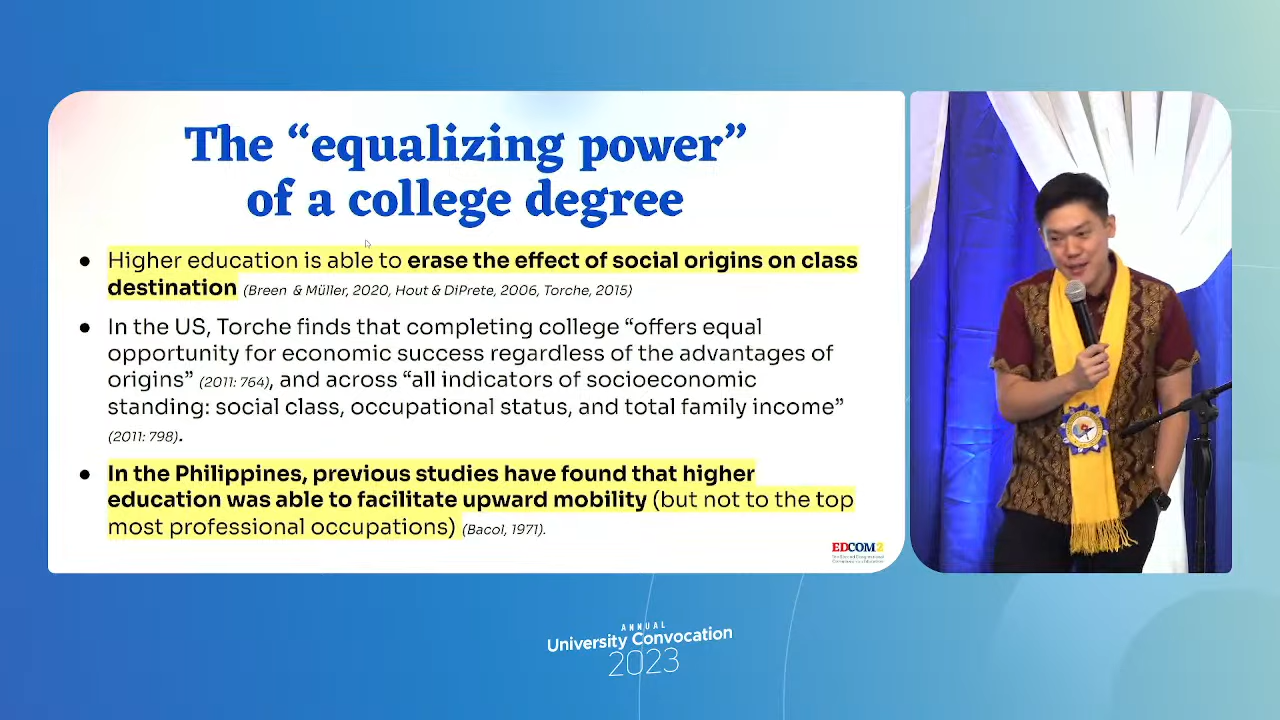 The “equalizing power”
of a college degree
● Higher education is able to erase the effect of social origins on class
destination (Breen & Müller, 2020, Hout & DiPrete, 2006, Torche, 2015)
● In the US, Torche finds that completing college “offers equal
opportunity for economic success regardless of the advantages of
origins” (2011: 764), and across “all indicators of socioeconomic
standing: social class, occupational status, and total family income”
(2011: 798).
● In the Philippines, previous studies have found that higher
education was able to facilitate upward mobility (but not to the top
most professional occupations) (Bacol, 1971).
EDCOM2
ANNUAL
University Convocation
2023